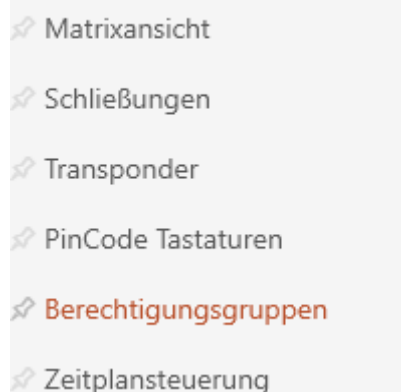 Matrixansicht
Schließungen
Transponder
PinCode Tastaturen
Berechtigungsgruppen
Zeitplansteuerung